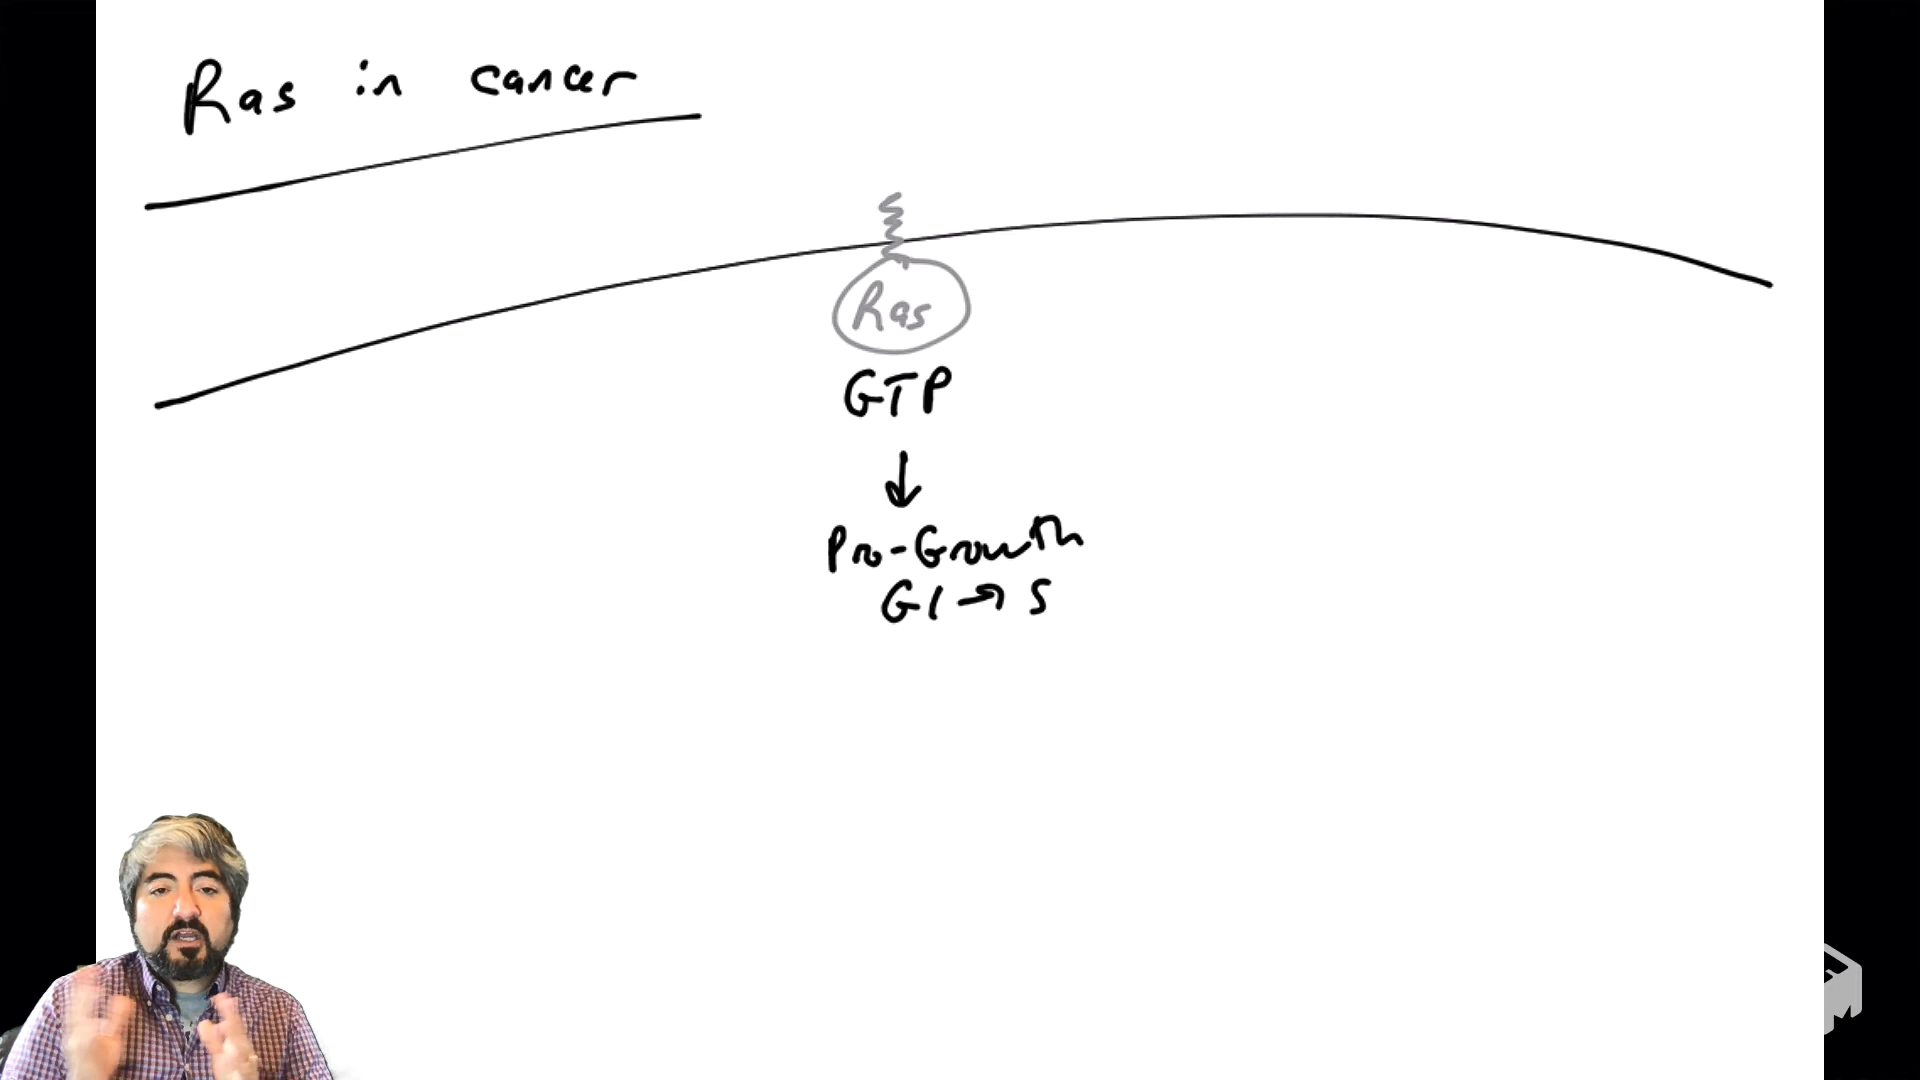 Ras in cancer
Ras
GTP
↓
Pro-Growth
G1 → S